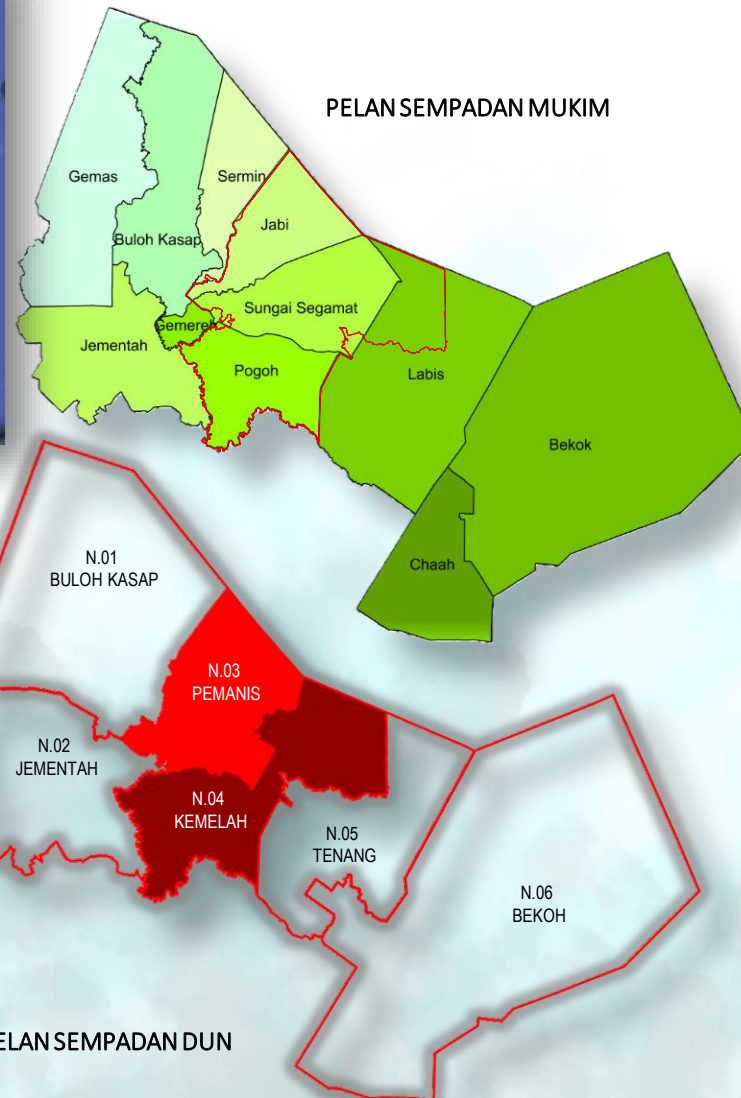 PELAN SEMPADAN MUKIM
Gemas
Sermin
Jabi
Buloh Kasap
Sungai Segamat
Gemereh
Jementah
Pogoh
Labis
Bekok
Chaah
N.01
BULOH KASAP
N.03
PEMANIS
N.02
JEMENTAH
N.04
KEMELAH
N.05
TENANG
N.06
BEKOH
ELAN SEMPADAN DUN